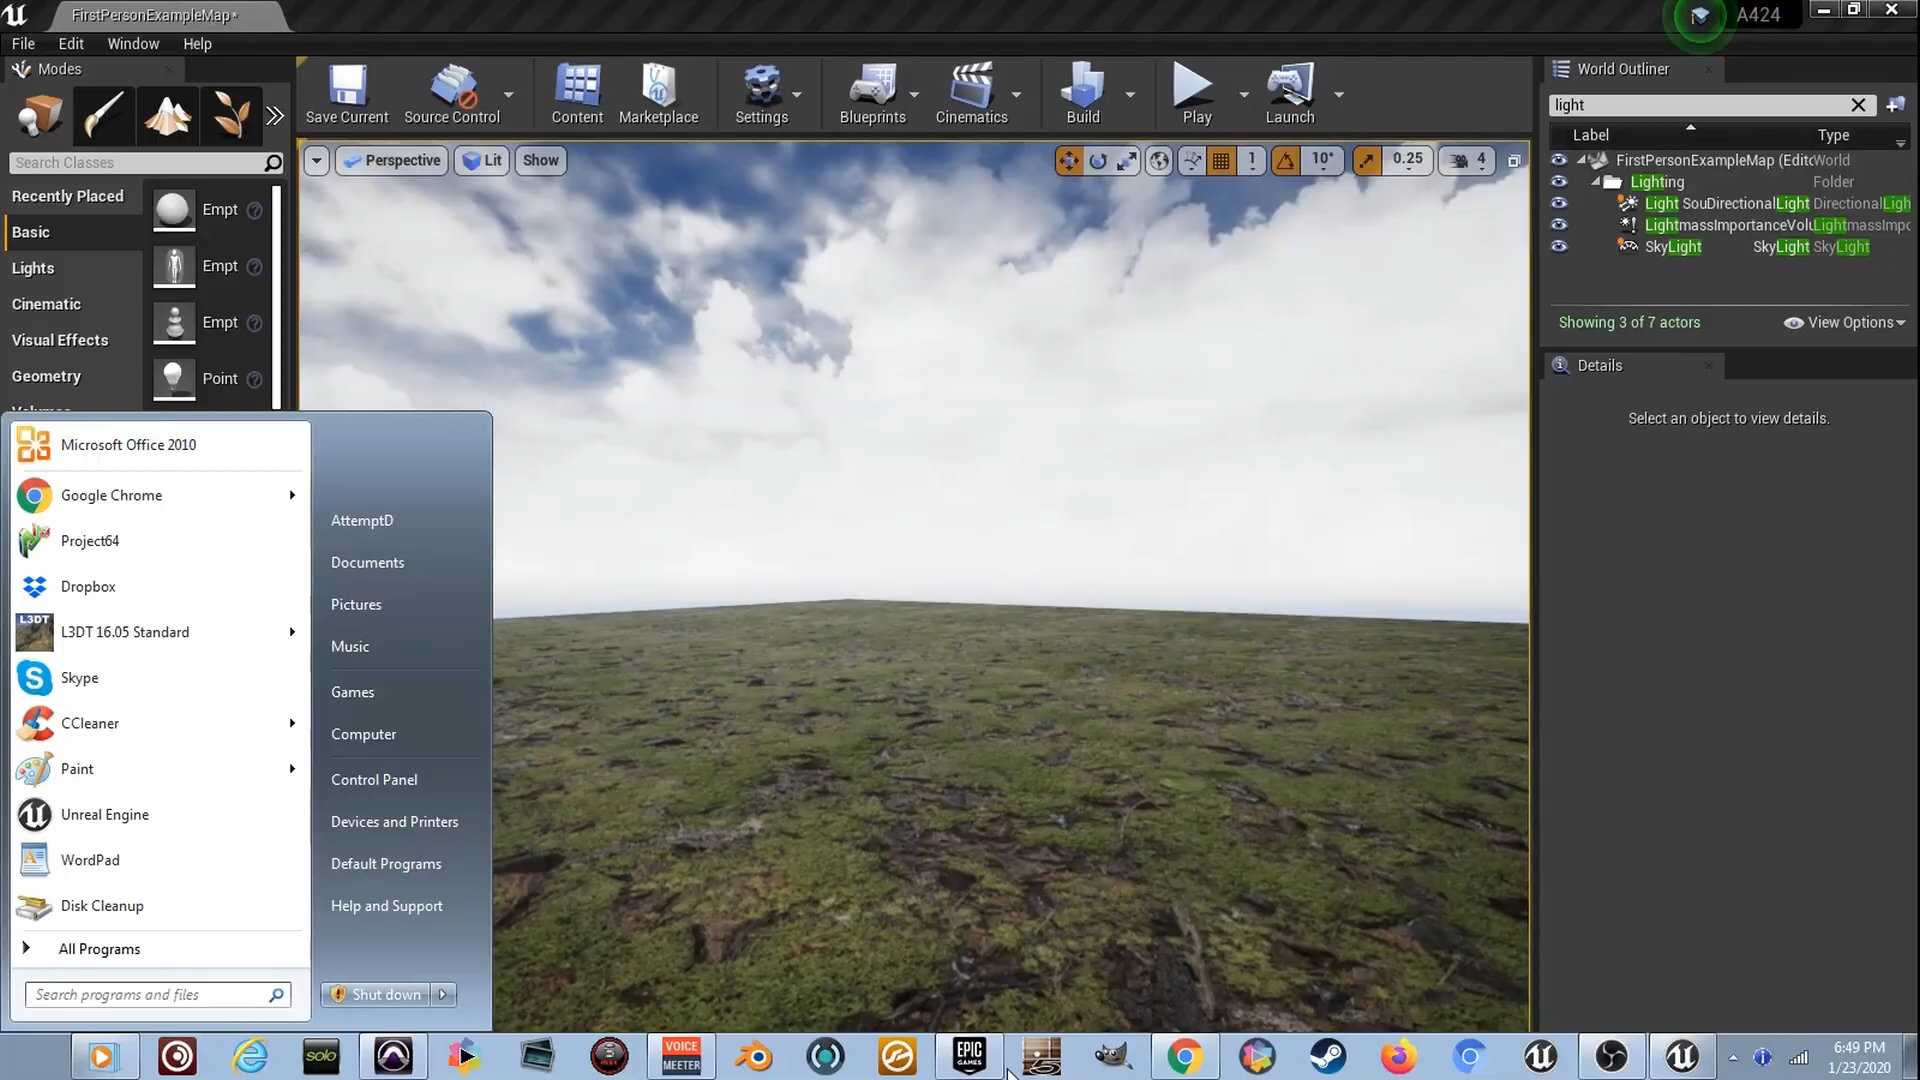 FirstPersonExampleMap*
A424
File Edit Window Help
Modes
Save Current
Source Control
Content
Marketplace
Settings
Blueprints
Cinematics
Build
Play
Launch
World Outliner
light
Label
Type
Search Classes
Perspective
Lit
Show
1
10°
0.25
4
FirstPersonExampleMap (Edito World
Lighting Folder
Light SouDirectionalLight DirectionalLigh
LightmassImportanceVoluLightmassImpo
SkyLight SkyLight SkyLight
Showing 3 of 7 actors
View Options
Details
Select an object to view details.
Recently Placed
Basic
Lights
Cinematic
Visual Effects
Geometry
Empt
Empt
Empt
Point
Microsoft Office 2010
Google Chrome
Project64
Dropbox
L3DT
L3DT 16.05 Standard
Skype
CCleaner
Paint
Unreal Engine
WordPad
Disk Cleanup
All Programs
Search programs and files
AttemptD
Documents
Pictures
Music
Games
Computer
Control Panel
Devices and Printers
Default Programs
Help and Support
Shut down
solo
VOICE
MEETER
EPIC
GAMES
6:49 PM
1/23/2020